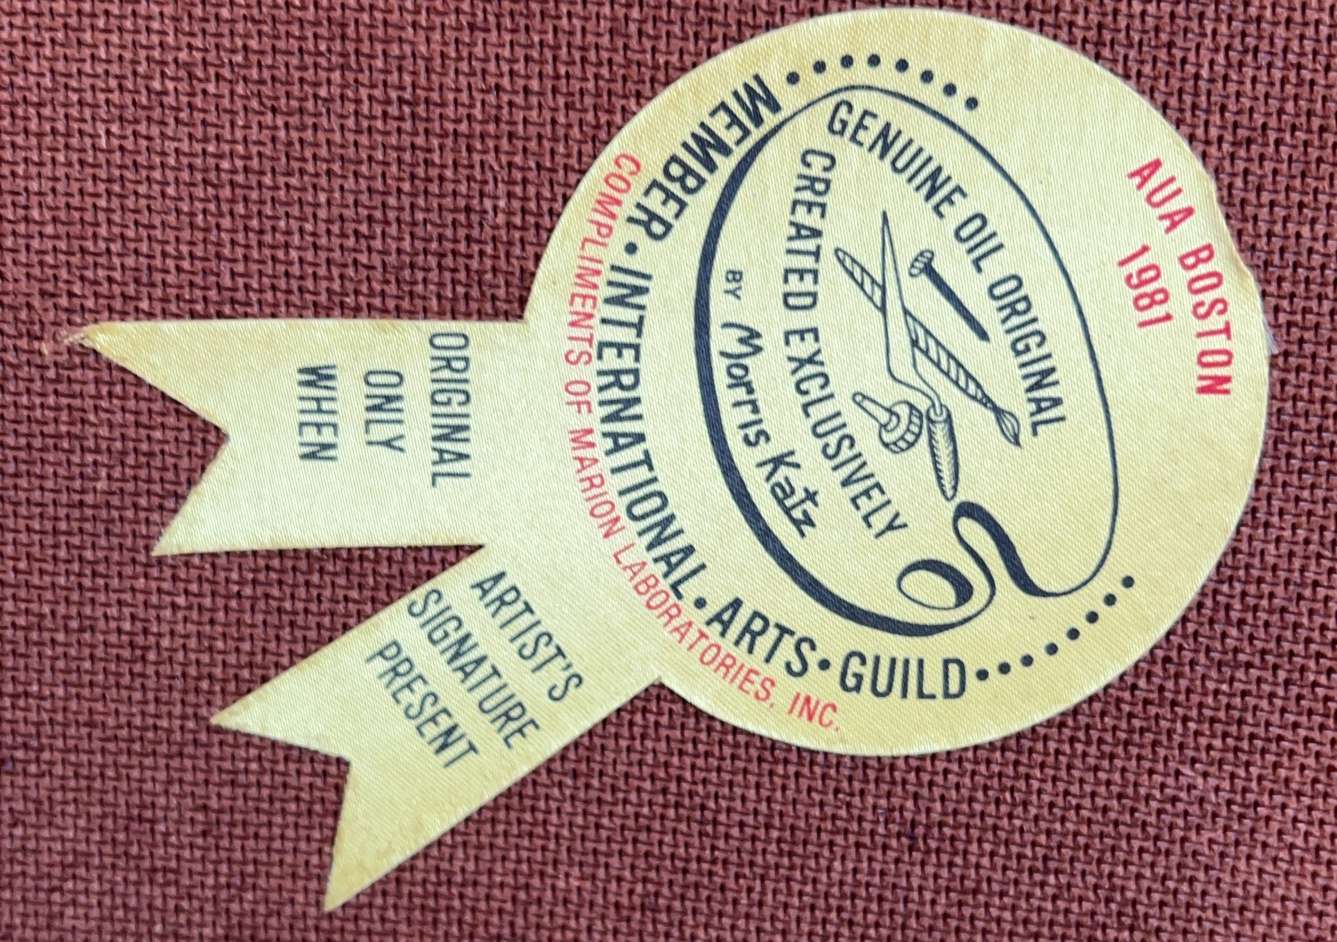 AUA BOSTON
1981
GENUINE OIL ORIGINAL
CREATED EXCLUSIVELY
BY Morris Katz
MEMBER • INTERNATIONAL • ARTS • GUILD
COMPLIMENTS OF MARION LABORATORIES, INC.
ORIGINAL
ONLY
WHEN
ARTIST'S
SIGNATURE
PRESENT